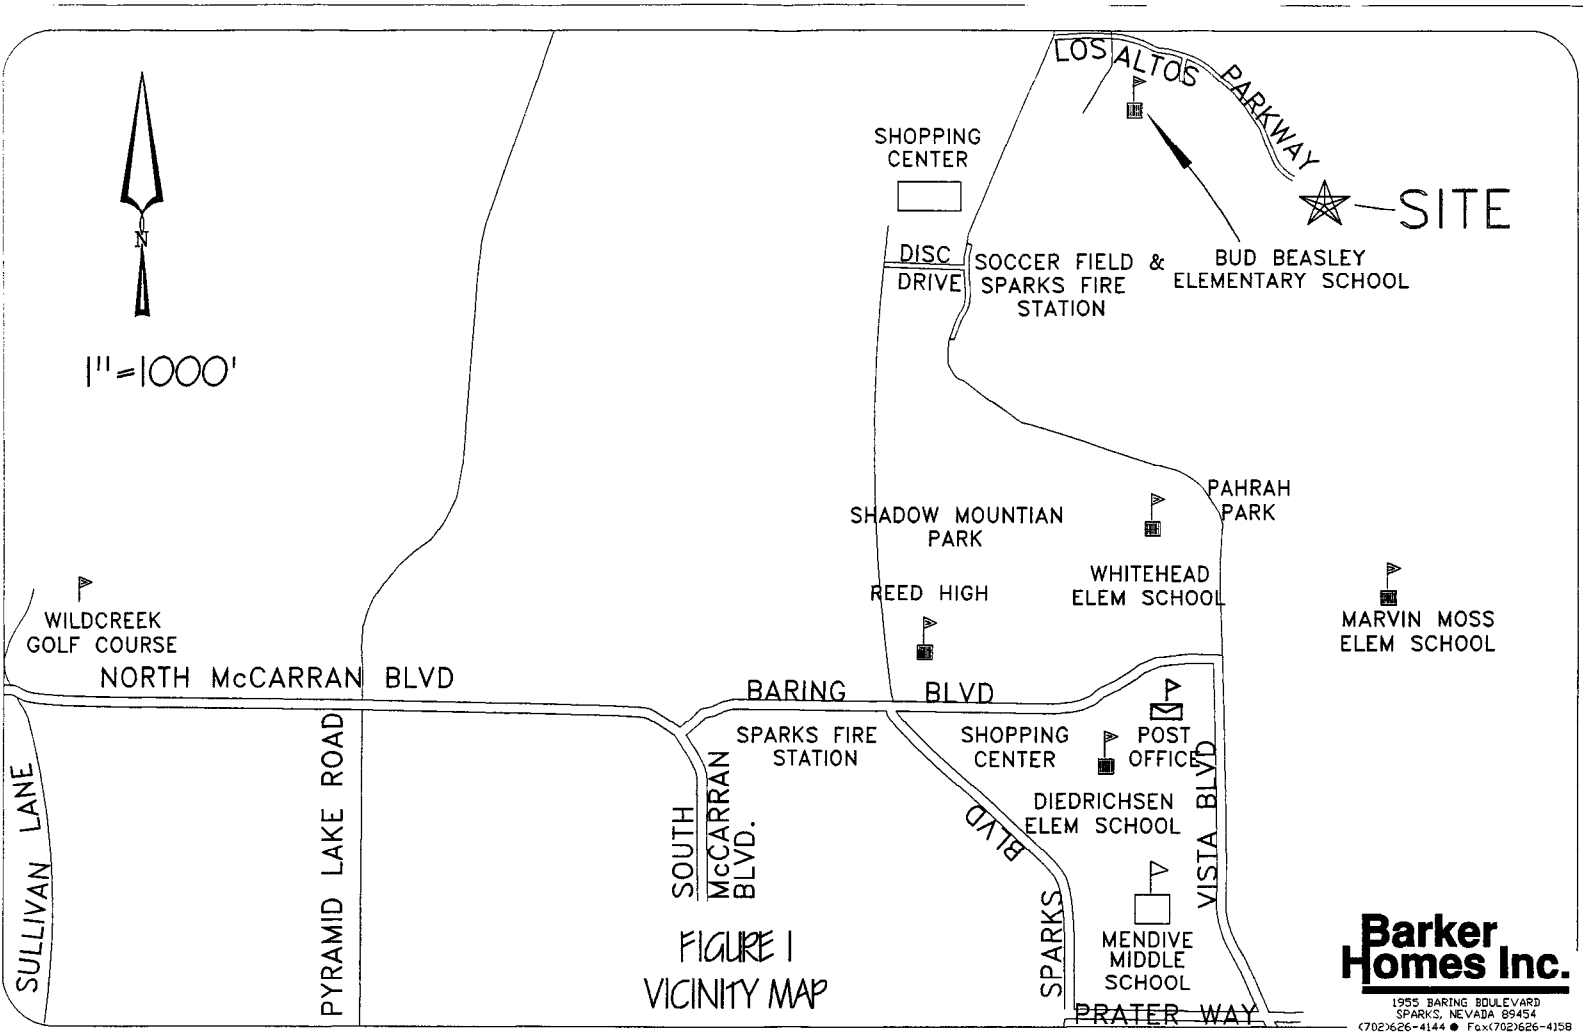 LOS ALTOS PARKWAY
SHOPPING
CENTER
SITE
N
DISC
DRIVE
SOCCER FIELD &
SPARKS FIRE
STATION
BUD BEASLEY
ELEMENTARY SCHOOL
1"=1000'
PAHRAH
PARK
SHADOW MOUNTIAN
PARK
WHITEHEAD
ELEM SCHOOL
REED HIGH
WILDCREEK
GOLF COURSE
MARVIN MOSS
ELEM SCHOOL
NORTH McCARRAN BLVD
BARING BLVD
SPARKS FIRE
STATION
SHOPPING
CENTER
POST
OFFICE
DIEDRICHSEN
ELEM SCHOOL
SULLIVAN LANE
PYRAMID LAKE ROAD
SOUTH
McCARRAN
BLVD.
SPARKS BLVD
VISTA BLVD
MENDIVE
MIDDLE
SCHOOL
PRATER WAY
FIGURE 1
VICINITY MAP
Barker
Homes Inc.
1955 BARING BOULEVARD
SPARKS, NEVADA 89454
(702)626-4144 ● Fax(702)626-4158